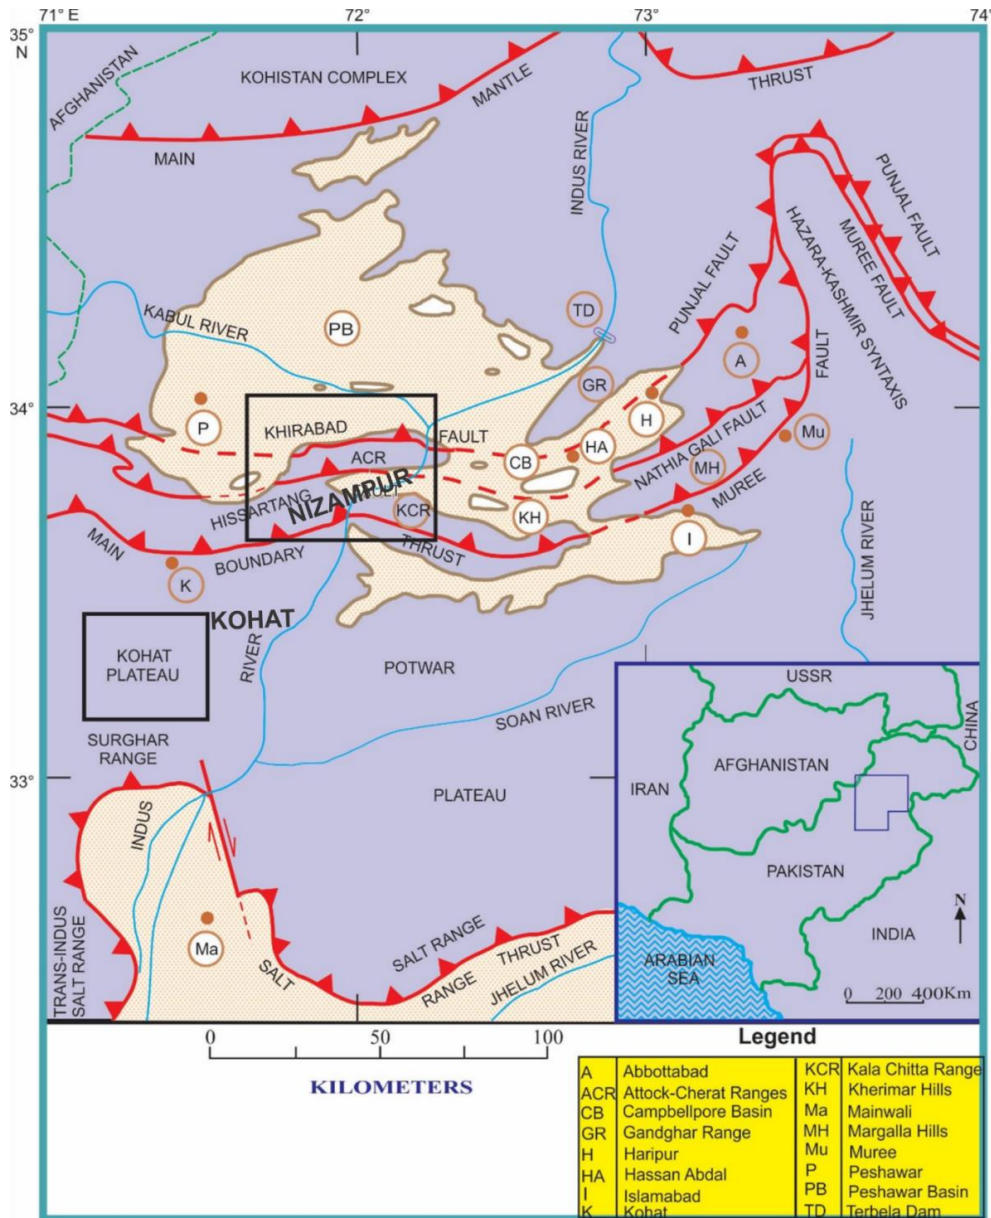 71° E
72°
73°
74°
35°
N
AFGHANISTAN
KOHISTAN COMPLEX
MAIN
MANTLE
THRUST
INDUS RIVER
PUNJAL FAULT
MUREE FAULT
HAZARA-KASHMIR SYNTAXIS
PUNJAL FAULT
FAULT
KABUL RIVER
PB
TD
GR
A
34°
P
KHIRABAD
FAULT
H
HA
CB
ACR
NATHIA GALI FAULT
Mu
MH
MUREE
HISSARTANG
FAULT
NIZAMPUR
KCR
KH
I
MAIN
BOUNDARY
THRUST
K
JHELUM RIVER
KOHAT
KOHAT
PLATEAU
RIVER
POTWAR
SOAN RIVER
SURGHAR
RANGE
33°
PLATEAU
INDUS
TRANS-INDUS
SALT RANGE
Ma
SALT
SALT RANGE
RANGE
THRUST
JHELUM RIVER
USSR
CHINA
IRAN
AFGHANISTAN
PAKISTAN
INDIA
N
ARABIAN
SEA
0 200 400Km
0 50 100
KILOMETERS
Legend
A Abbottabad
ACR Attock-Cherat Ranges
CB Campbellpore Basin
GR Gandghar Range
H Haripur
HA Hassan Abdal
I Islamabad
K Kohat
KCR Kala Chitta Range
KH Kherimar Hills
Ma Mainwali
MH Margalla Hills
Mu Muree
P Peshawar
PB Peshawar Basin
TD Terbela Dam